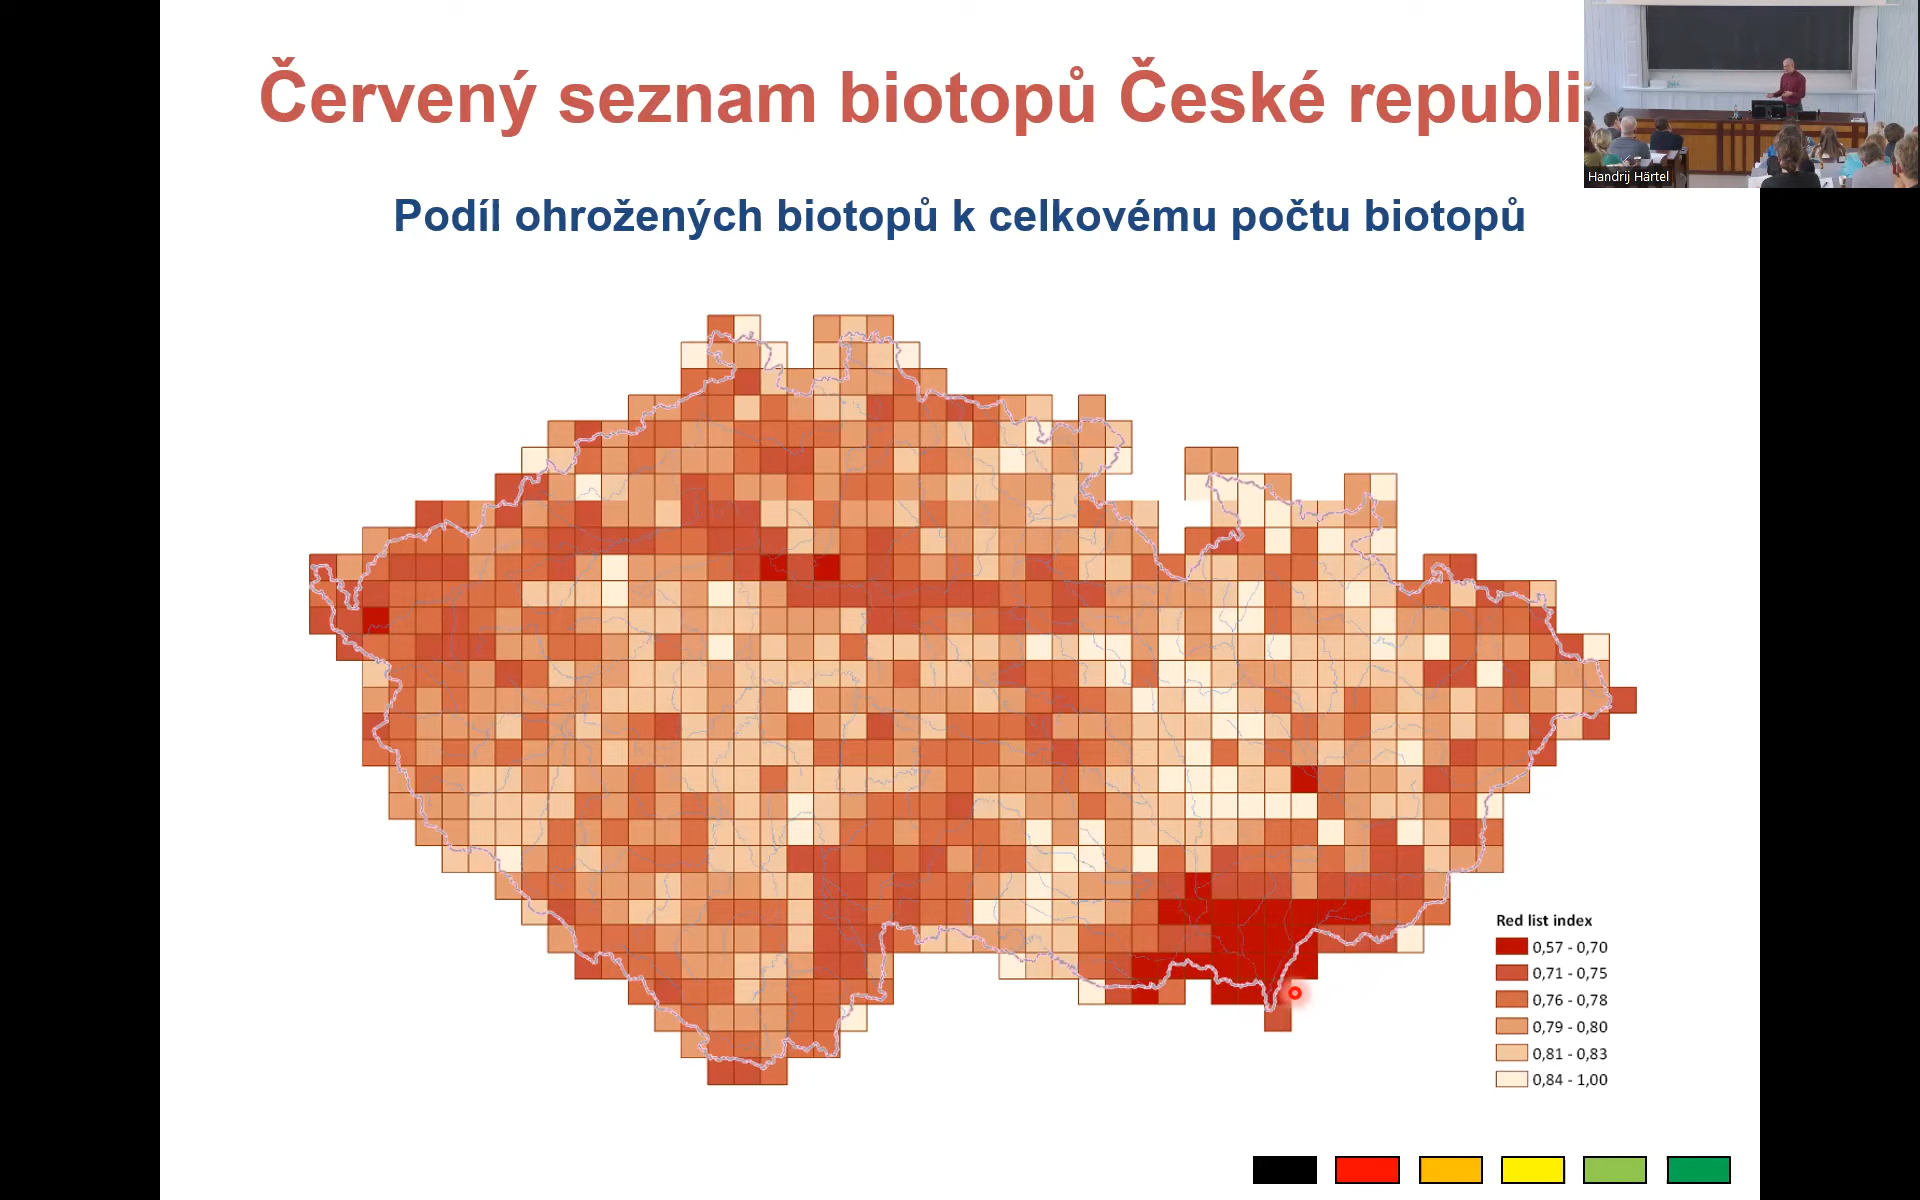 Červený seznam biotopů České republi
Handrij Härtel
Podíl ohrožených biotopů k celkovému počtu biotopů
Red list index
0,57 - 0,70
0,71 - 0,75
0,76 - 0,78
0,79 - 0,80
0,81 - 0,83
0,84 - 1,00